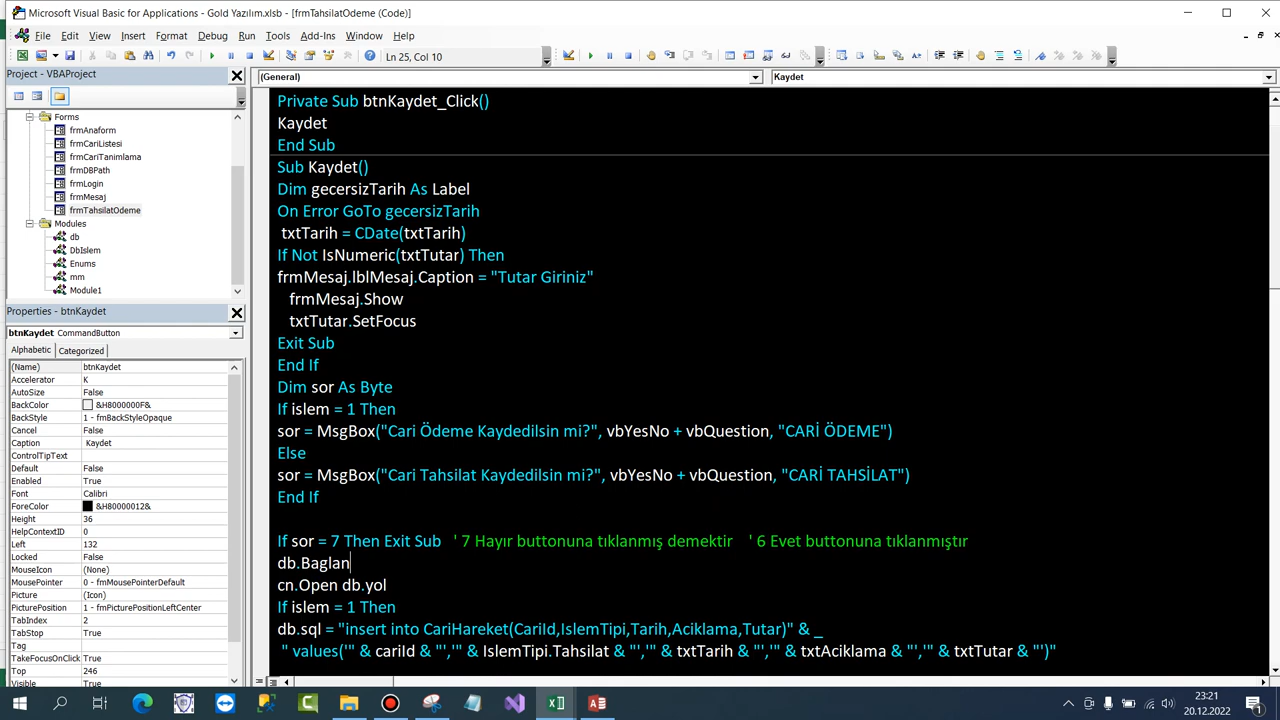 Microsoft Visual Basic for Applications - Gold Yazılım.xlsb - [frmTahsilatOdeme (Code)]
File Edit View Insert Format Debug Run Tools Add-Ins Window Help
Ln 25, Col 10
Project - VBAProject
(General)
Kaydet
Forms
frmAnaform
frmCariListesi
frmCariTanimlama
frmDBPath
frmLogin
frmMesaj
frmTahsilatOdeme
Modules
db
DbIslem
Enums
mm
Module1
Properties - btnKaydet
btnKaydet CommandButton
Alphabetic Categorized
(Name) btnKaydet
Accelerator K
AutoSize False
BackColor &H8000000F&
BackStyle 1 - fmBackStyleOpaque
Cancel False
Caption Kaydet
ControlTipText
Default False
Enabled True
Font Calibri
ForeColor &H80000012&
Height 36
HelpContextID 0
Left 132
Locked False
MouseIcon (None)
MousePointer 0 - fmMousePointerDefault
Picture (Icon)
PicturePosition 1 - fmPicturePositionLeftCenter
TabIndex 2
TabStop True
Tag
TakeFocusOnClick True
Top 246
Visible True
Private Sub btnKaydet_Click()
Kaydet
End Sub
Sub Kaydet()
Dim gecersizTarih As Label
On Error GoTo gecersizTarih
txtTarih = CDate(txtTarih)
If Not IsNumeric(txtTutar) Then
frmMesaj.lblMesaj.Caption = "Tutar Giriniz"
frmMesaj.Show
txtTutar.SetFocus
Exit Sub
End If
Dim sor As Byte
If islem = 1 Then
sor = MsgBox("Cari Ödeme Kaydedilsin mi?", vbYesNo + vbQuestion, "CARİ ÖDEME")
Else
sor = MsgBox("Cari Tahsilat Kaydedilsin mi?", vbYesNo + vbQuestion, "CARİ TAHSİLAT")
End If
If sor = 7 Then Exit Sub ' 7 Hayır buttonuna tıklanmış demektir ' 6 Evet buttonuna tıklanmıştır
db.Baglan
cn.Open db.yol
If islem = 1 Then
db.sql = "insert into CariHareket(CariId,IslemTipi,Tarih,Aciklama,Tutar)" & _
" values('" & cariId & "','" & IslemTipi.Tahsilat & "','" & txtTarih & "','" & txtAciklama & "','" & txtTutar & "')"
23:21
20.12.2022